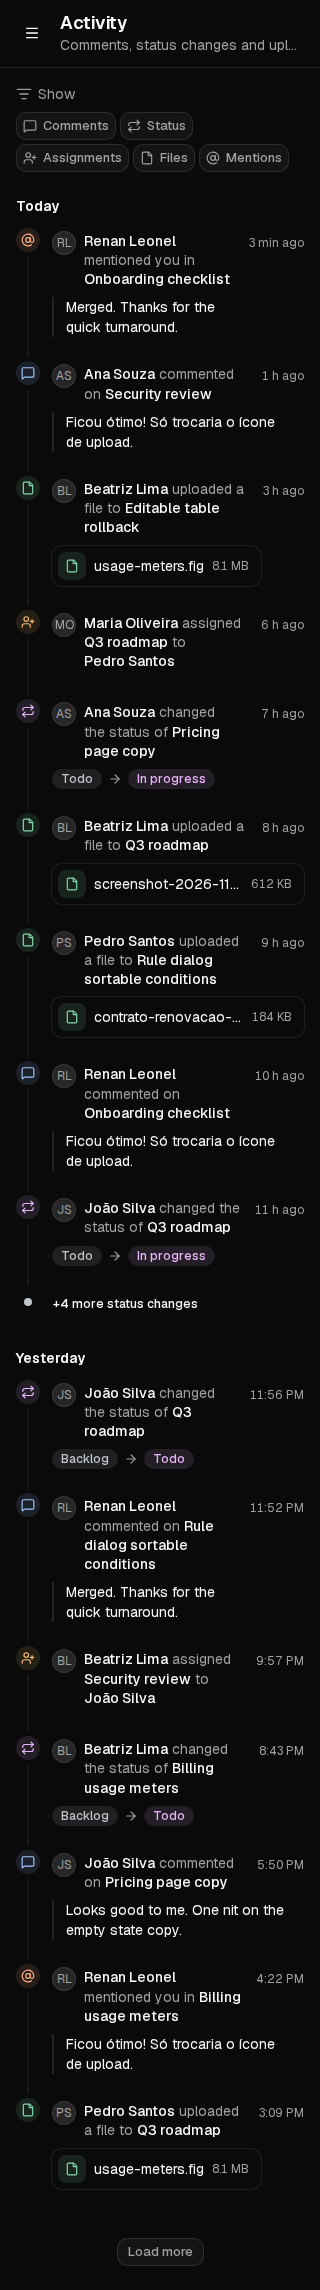 Activity
Comments, status changes and upl...
Show
Comments
Status
Assignments
Files
Mentions
Today
RL
Renan Leonel
mentioned you in
Onboarding checklist
3 min ago
Merged. Thanks for the
quick turnaround.
AS
Ana Souza commented
on Security review
1 h ago
Ficou ótimo! Só trocaria o ícone
de upload.
BL
Beatriz Lima uploaded a
file to Editable table
rollback
3 h ago
usage-meters.fig 8.1 MB
MO
Maria Oliveira assigned
Q3 roadmap to
Pedro Santos
6 h ago
AS
Ana Souza changed
the status of Pricing
page copy
7 h ago
Todo → In progress
BL
Beatriz Lima uploaded a
file to Q3 roadmap
8 h ago
screenshot-2026-11... 612 KB
PS
Pedro Santos uploaded
a file to Rule dialog
sortable conditions
9 h ago
contrato-renovacao-... 184 KB
RL
Renan Leonel
commented on
Onboarding checklist
10 h ago
Ficou ótimo! Só trocaria o ícone
de upload.
JS
João Silva changed the
status of Q3 roadmap
11 h ago
Todo → In progress
+4 more status changes
Yesterday
JS
João Silva changed
the status of Q3
roadmap
11:56 PM
Backlog → Todo
RL
Renan Leonel
commented on Rule
dialog sortable
conditions
11:52 PM
Merged. Thanks for the
quick turnaround.
BL
Beatriz Lima assigned
Security review to
João Silva
9:57 PM
BL
Beatriz Lima changed
the status of Billing
usage meters
8:43 PM
Backlog → Todo
JS
João Silva commented
on Pricing page copy
5:50 PM
Looks good to me. One nit on the
empty state copy.
RL
Renan Leonel
mentioned you in Billing
usage meters
4:22 PM
Ficou ótimo! Só trocaria o ícone
de upload.
PS
Pedro Santos uploaded
a file to Q3 roadmap
3:09 PM
usage-meters.fig 8.1 MB
Load more